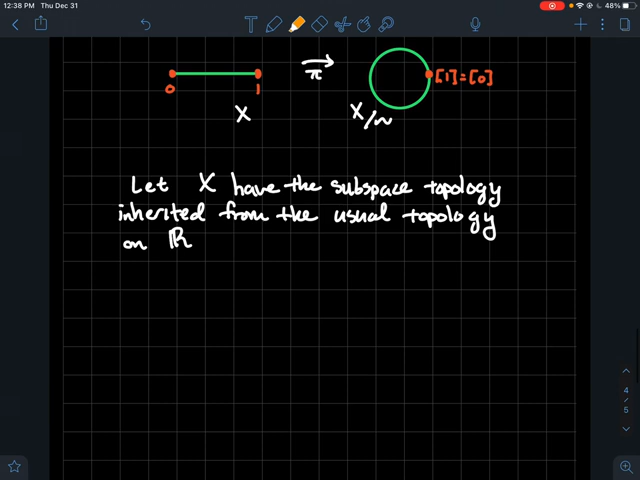 12:38 PM Thu Dec 31
48%
π
0
1
[1]=[0]
X
X/~
Let X have the subspace topology
inherited from the usual topology
on ℝ
4
/
5